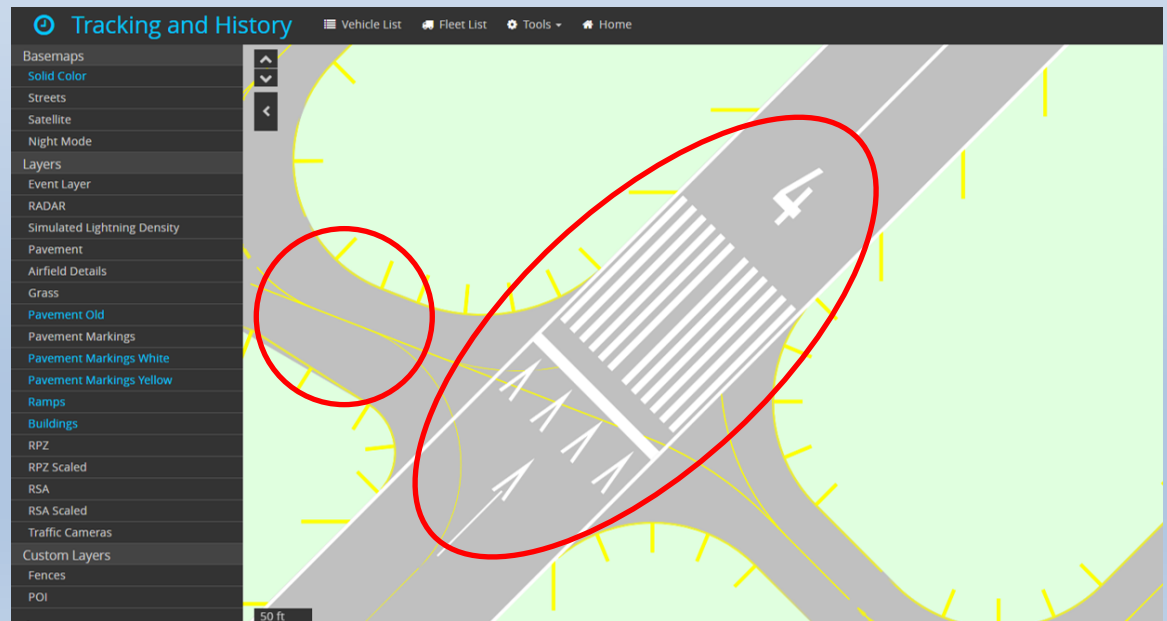 Tracking and History
Vehicle List Fleet List Tools Home
Basemaps
Solid Color
Streets
Satellite
Night Mode
Layers
Event Layer
RADAR
Simulated Lightning Density
Pavement
Airfield Details
Grass
Pavement Old
Pavement Markings
Pavement Markings White
Pavement Markings Yellow
Ramps
Buildings
RPZ
RPZ Scaled
RSA
RSA Scaled
Traffic Cameras
Custom Layers
Fences
POI
4
50 ft